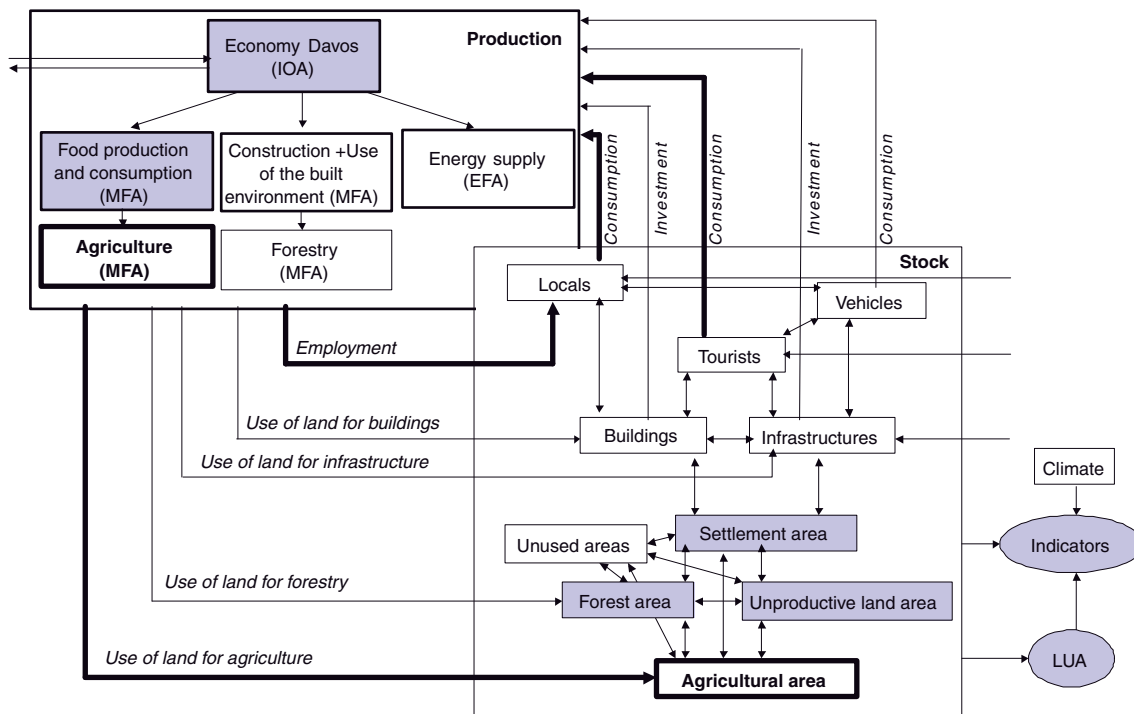 Economy Davos
(IOA)
Production
Food production
and consumption
(MFA)
Construction +Use
of the built
environment (MFA)
Energy supply
(EFA)
Agriculture
(MFA)
Forestry
(MFA)
Consumption
Investment
Consumption
Investment
Consumption
Stock
Locals
Vehicles
Employment
Tourists
Use of land for buildings
Buildings
Infrastructures
Use of land for infrastructure
Climate
Settlement area
Unused areas
Indicators
Use of land for forestry
Forest area
Unproductive land area
Use of land for agriculture
LUA
Agricultural area